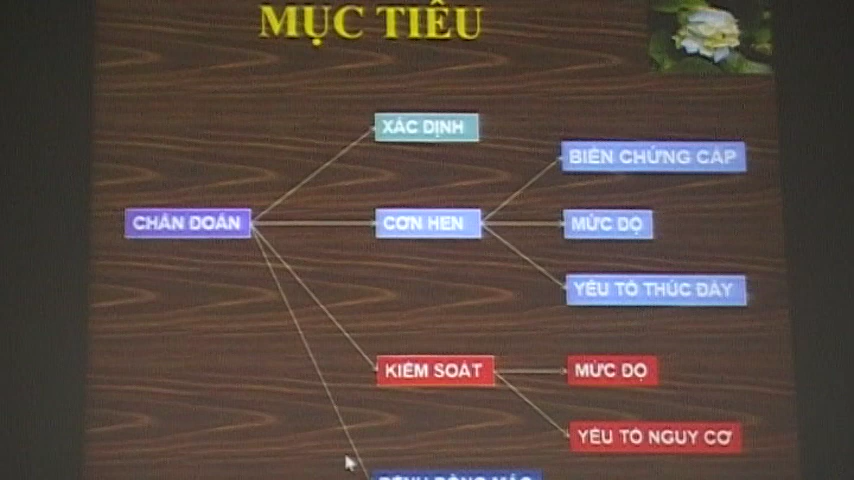 MỤC TIÊU
XÁC ĐỊNH
BIẾN CHỨNG CẤP
CHẨN ĐOÁN
CƠN HEN
MỨC ĐỘ
YẾU TỐ THÚC ĐẨY
KIỂM SOÁT
MỨC ĐỘ
YẾU TỐ NGUY CƠ